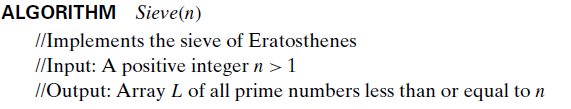 ALGORITHM Sieve(n)
//Implements the sieve of Eratosthenes
//Input: A positive integer n > 1
//Output: Array L of all prime numbers less than or equal to n